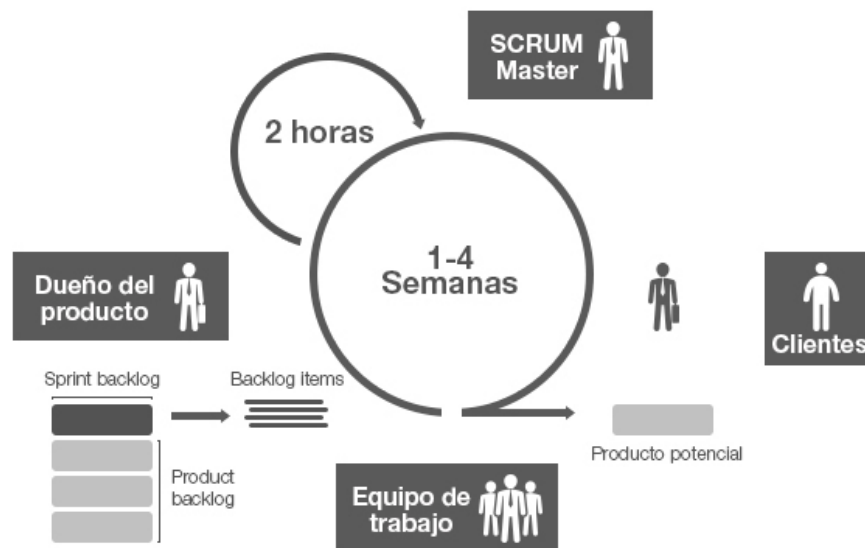 SCRUM
Master
2 horas
1-4
Semanas
Dueño del
producto
Clientes
Sprint backlog
Backlog items
Product
backlog
Producto potencial
Equipo de
trabajo